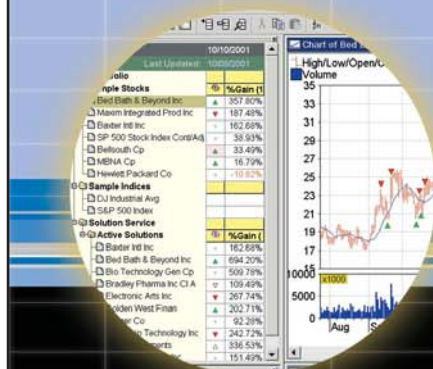 10/10/2001
Last Updated: 10/09/2001
%Gain (1
Sample Stocks
Bed Bath & Beyond Inc 357.80%
Maxim Integrated Prod Inc 187.48%
Baxter Intl Inc 162.68%
SP 500 Stock Index Cont/Adj 38.93%
Bellsouth Cp 33.49%
MBNA Cp 16.79%
Hewlett Packard Co -10.82%
Sample Indices
DJ Industrial Avg
S&P 500 Index
Solution Service
Active Solutions %Gain (
Baxter Intl Inc 162.68%
Bed Bath & Beyond Inc 694.20%
Bio Technology Gen Cp 509.78%
Bradley Pharma Inc Cl A 109.49%
Electronic Arts Inc 267.74%
Golden West Finan 202.71%
Co 92.28%
Technology Inc 242.72%
336.53%
151.49%
Chart of Bed
High/Low/Open/C
Volume
35
33
31
29
27
25
23
21
19
17
15
10000 x1000
5000
0
Aug